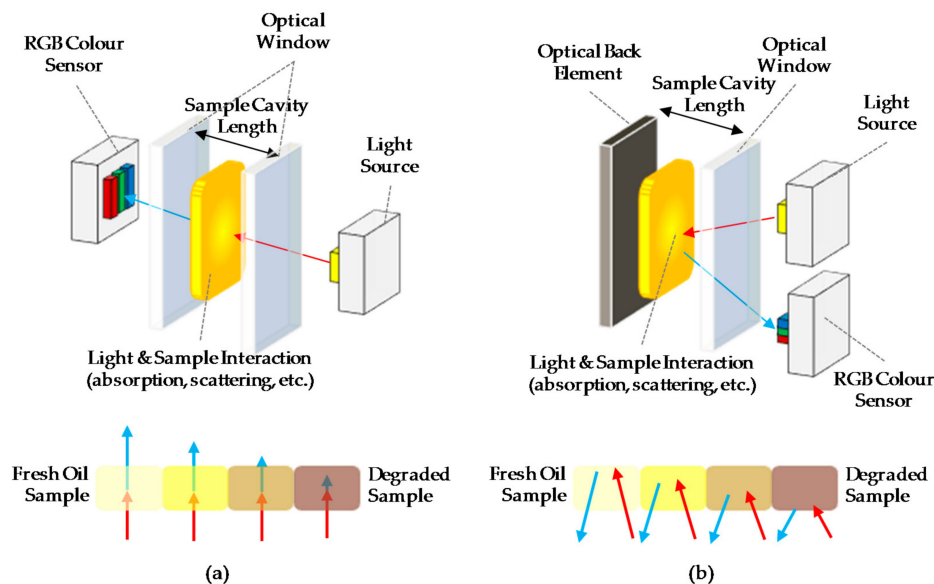 RGB Colour
Sensor
Optical
Window
Sample Cavity
Length
Light
Source
Light & Sample Interaction
(absorption, scattering, etc.)
Fresh Oil
Sample
Degraded
Sample
(a)
Optical Back
Element
Sample Cavity
Length
Optical
Window
Light
Source
Light & Sample Interaction
(absorption, scattering, etc.)
RGB Colour
Sensor
Fresh Oil
Sample
Degraded
Sample
(b)